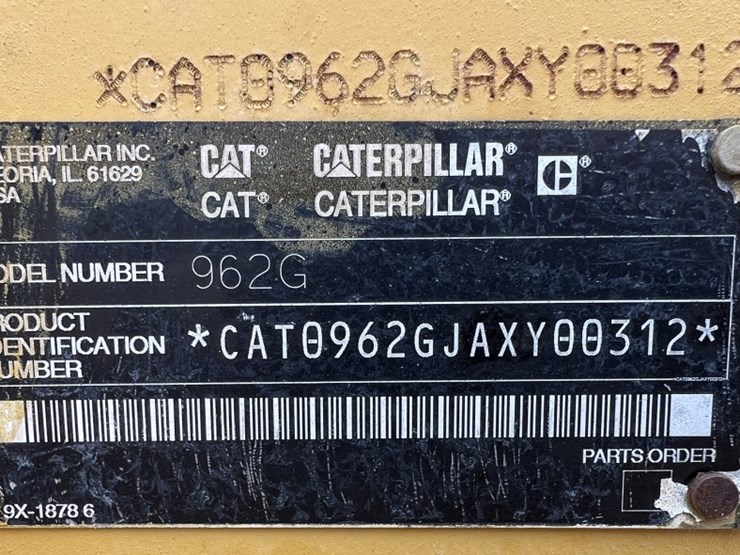 *CAT0962GJAXY00312
ATERPILLAR INC.
EORIA, IL. 61629
SA
CAT® CATERPILLAR® ®
CAT® CATERPILLAR®
ODEL NUMBER 962G
RODUCT
DENTIFICATION
UMBER
*CAT0962GJAXY00312*
*CAT0962GJAXY00312*
PARTS ORDER
9X-1878 6